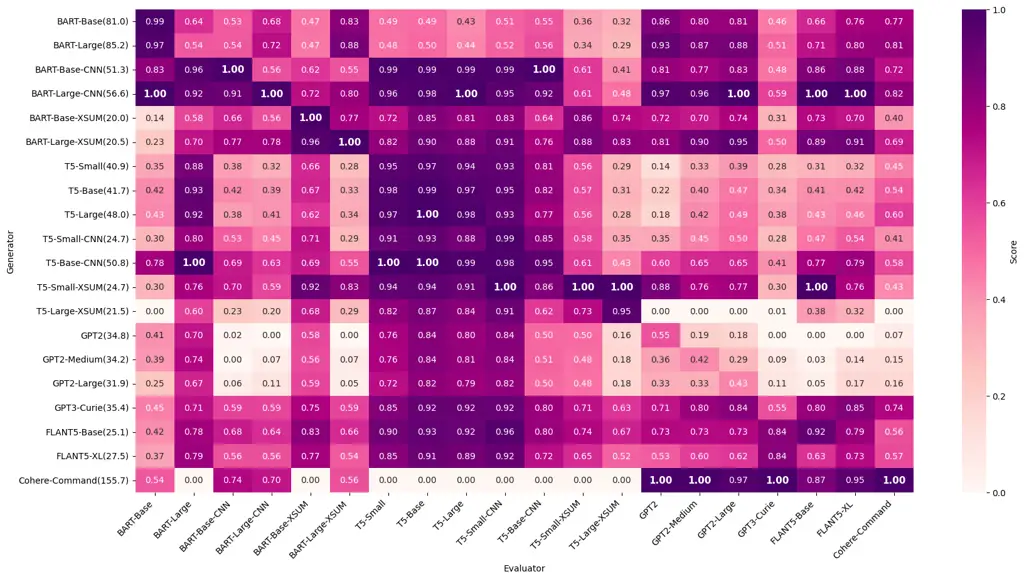 BART-Base(81.0) 0.99 0.64 0.53 0.68 0.47 0.83 0.49 0.49 0.43 0.51 0.55 0.36 0.32 0.86 0.80 0.81 0.46 0.66 0.76 0.77
BART-Large(85.2) 0.97 0.54 0.54 0.72 0.47 0.88 0.48 0.50 0.44 0.52 0.56 0.34 0.29 0.93 0.87 0.88 0.51 0.71 0.80 0.81
BART-Base-CNN(51.3) 0.83 0.96 1.00 0.56 0.62 0.55 0.99 0.99 0.99 0.99 1.00 0.61 0.41 0.81 0.77 0.83 0.48 0.86 0.88 0.72
BART-Large-CNN(56.6) 1.00 0.92 0.91 1.00 0.72 0.80 0.96 0.98 1.00 0.95 0.92 0.61 0.48 0.97 0.96 1.00 0.59 1.00 1.00 0.82
BART-Base-XSUM(20.0) 0.14 0.58 0.66 0.56 1.00 0.77 0.72 0.85 0.81 0.83 0.64 0.86 0.74 0.72 0.70 0.74 0.31 0.73 0.74 0.40
BART-Large-XSUM(20.5) 0.23 0.70 0.77 0.78 0.96 1.00 0.82 0.90 0.88 0.91 0.76 0.88 0.83 0.81 0.90 0.95 0.50 0.89 0.91 0.69
T5-Small(40.9) 0.35 0.88 0.38 0.32 0.66 0.28 0.95 0.97 0.94 0.93 0.81 0.56 0.29 0.14 0.33 0.39 0.28 0.31 0.32 0.45
T5-Base(41.7) 0.42 0.93 0.42 0.39 0.67 0.33 0.98 0.99 0.97 0.95 0.82 0.57 0.31 0.22 0.40 0.47 0.34 0.41 0.42 0.54
T5-Large(48.0) 0.43 0.92 0.38 0.41 0.62 0.34 0.97 1.00 0.98 0.93 0.77 0.56 0.28 0.18 0.42 0.49 0.38 0.43 0.46 0.60
T5-Small-CNN(24.7) 0.30 0.80 0.53 0.45 0.71 0.29 0.91 0.93 0.88 0.99 0.85 0.58 0.35 0.35 0.45 0.50 0.28 0.47 0.54 0.41
T5-Base-CNN(50.8) 0.78 1.00 0.69 0.63 0.69 0.55 1.00 1.00 0.99 0.98 0.95 0.61 0.43 0.60 0.65 0.65 0.41 0.77 0.79 0.58
T5-Small-XSUM(24.7) 0.30 0.76 0.70 0.59 0.92 0.83 0.94 0.94 0.91 1.00 0.86 1.00 1.00 0.88 0.76 0.77 0.30 1.00 0.76 0.43
T5-Large-XSUM(21.5) 0.00 0.60 0.23 0.20 0.68 0.29 0.82 0.87 0.84 0.91 0.62 0.73 0.95 0.00 0.00 0.00 0.01 0.38 0.32 0.00
GPT2(34.8) 0.41 0.70 0.02 0.00 0.58 0.00 0.76 0.84 0.80 0.84 0.50 0.50 0.16 0.55 0.19 0.18 0.00 0.00 0.00 0.07
GPT2-Medium(34.2) 0.39 0.74 0.00 0.07 0.56 0.07 0.76 0.84 0.81 0.84 0.51 0.48 0.18 0.36 0.42 0.29 0.09 0.03 0.14 0.15
GPT2-Large(31.9) 0.25 0.67 0.06 0.11 0.59 0.05 0.72 0.82 0.79 0.82 0.50 0.48 0.18 0.33 0.33 0.43 0.11 0.05 0.17 0.16
GPT3-Curie(35.4) 0.45 0.71 0.59 0.59 0.75 0.59 0.85 0.92 0.92 0.92 0.80 0.71 0.63 0.71 0.80 0.84 0.55 0.80 0.85 0.74
FLANT5-Base(25.1) 0.42 0.78 0.68 0.64 0.83 0.66 0.90 0.93 0.92 0.96 0.80 0.74 0.67 0.73 0.73 0.73 0.84 0.92 0.79 0.56
FLANT5-XL(27.5) 0.37 0.79 0.56 0.56 0.77 0.54 0.85 0.91 0.89 0.92 0.72 0.65 0.52 0.53 0.60 0.62 0.84 0.63 0.73 0.57
Cohere-Command(155.7) 0.54 0.00 0.74 0.70 0.00 0.56 0.00 0.00 0.00 0.00 0.00 0.00 0.00 1.00 1.00 0.97 1.00 0.87 0.95 1.00
BART-Base
BART-Large
BART-Base-CNN
BART-Large-CNN
BART-Base-XSUM
BART-Large-XSUM
T5-Small
T5-Base
T5-Large
T5-Small-CNN
T5-Base-CNN
T5-Small-XSUM
T5-Large-XSUM
GPT2
GPT2-Medium
GPT2-Large
GPT3-Curie
FLANT5-Base
FLANT5-XL
Cohere-Command
Evaluator
Generator
1.0
0.8
0.6
0.4
0.2
0.0
Score